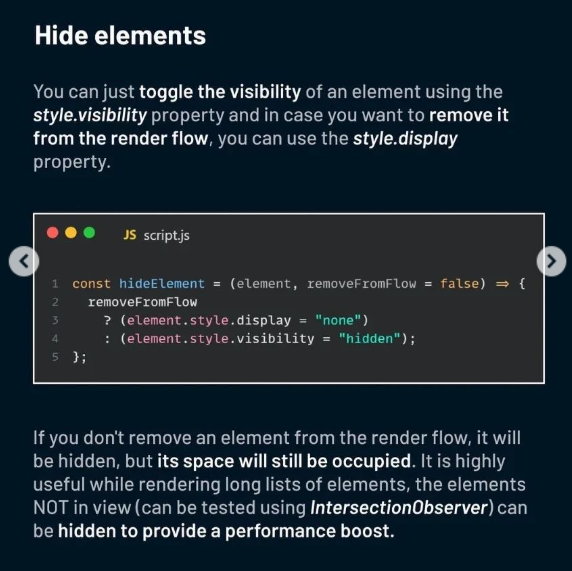 Hide elements
You can just toggle the visibility of an element using the
style.visibility property and in case you want to remove it
from the render flow, you can use the style.display
property.
JS script.js
1 const hideElement = (element, removeFromFlow = false) => {
2 removeFromFlow
3 ? (element.style.display = "none")
4 : (element.style.visibility = "hidden");
5 };
If you don't remove an element from the render flow, it will
be hidden, but its space will still be occupied. It is highly
useful while rendering long lists of elements, the elements
NOT in view (can be tested using IntersectionObserver) can
be hidden to provide a performance boost.